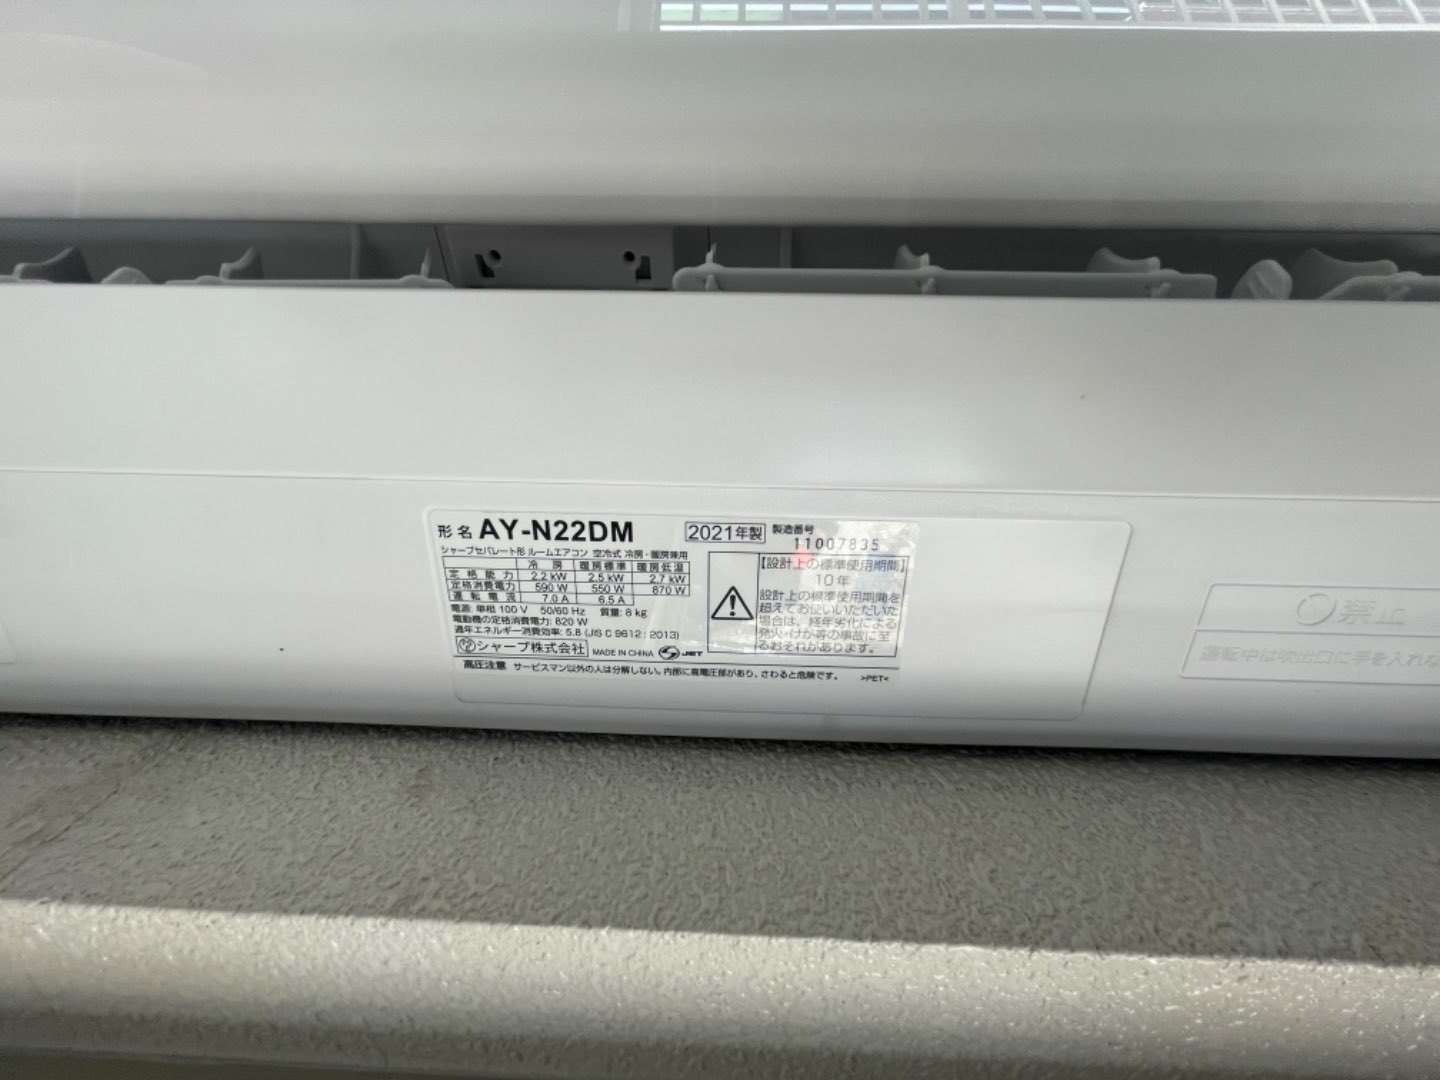 形名 AY-N22DM 2021年製 製造番号 11007835
シャープセパレート形 ルームエアコン 空冷式 冷房・暖房兼用
冷房 暖房標準 暖房低温
定格能力 2.2 kW 2.5 kW 2.7 kW
定格消費電力 590 W 550 W 870 W
運転電流 7.0 A 6.5 A
電源: 単相 100 V 50/60 Hz 質量: 8 kg
電動機の定格消費電力: 820 W
通年エネルギー消費効率: 5.8 (JIS C 9612 : 2013)
シャープ株式会社 MADE IN CHINA JET
【設計上の標準使用期間】
10年
設計上の標準使用期間を
超えてお使いいただいた
場合は、経年劣化による
発火・けが等の事故に至
るおそれがあります。
高圧注意 サービスマン以外の人は分解しない。内部に高電圧部があり、さわると危険です。 >PET<
禁止
運転中は吹出口に手を入れな